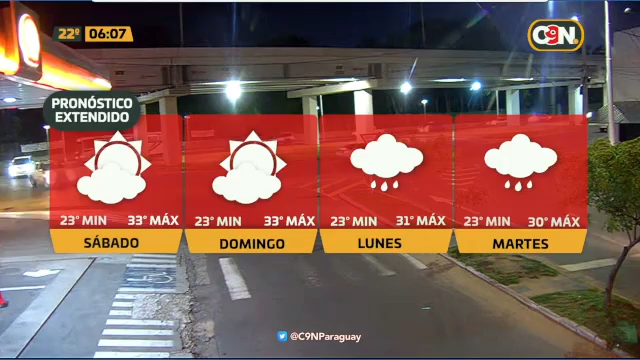 22º 06:07
C9N
PRONÓSTICO
EXTENDIDO
23° MIN 33° MÁX
SÁBADO
23° MIN 33° MÁX
DOMINGO
23° MIN 31° MÁX
LUNES
23° MIN 30° MÁX
MARTES
@C9NParaguay